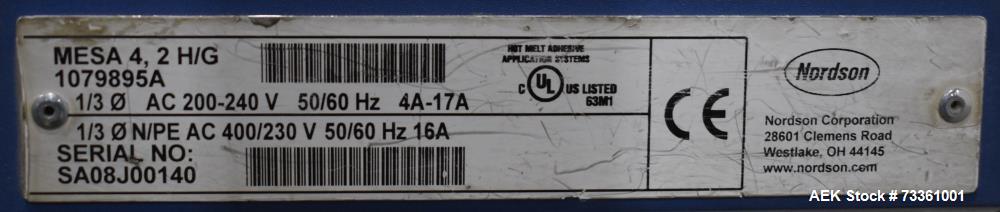 MESA 4, 2 H/G
1079895A
1/3 Ø AC 200-240 V 50/60 Hz 4A-17A
1/3 Ø N/PE AC 400/230 V 50/60 Hz 16A
SERIAL NO:
SA08J00140
HOT MELT ADHESIVE
APPLICATION SYSTEMS
C UL US LISTED
63M1
CE
Nordson
Nordson Corporation
28601 Clemens Road
Westlake, OH 44145
www.nordson.com
AEK Stock # 73361001